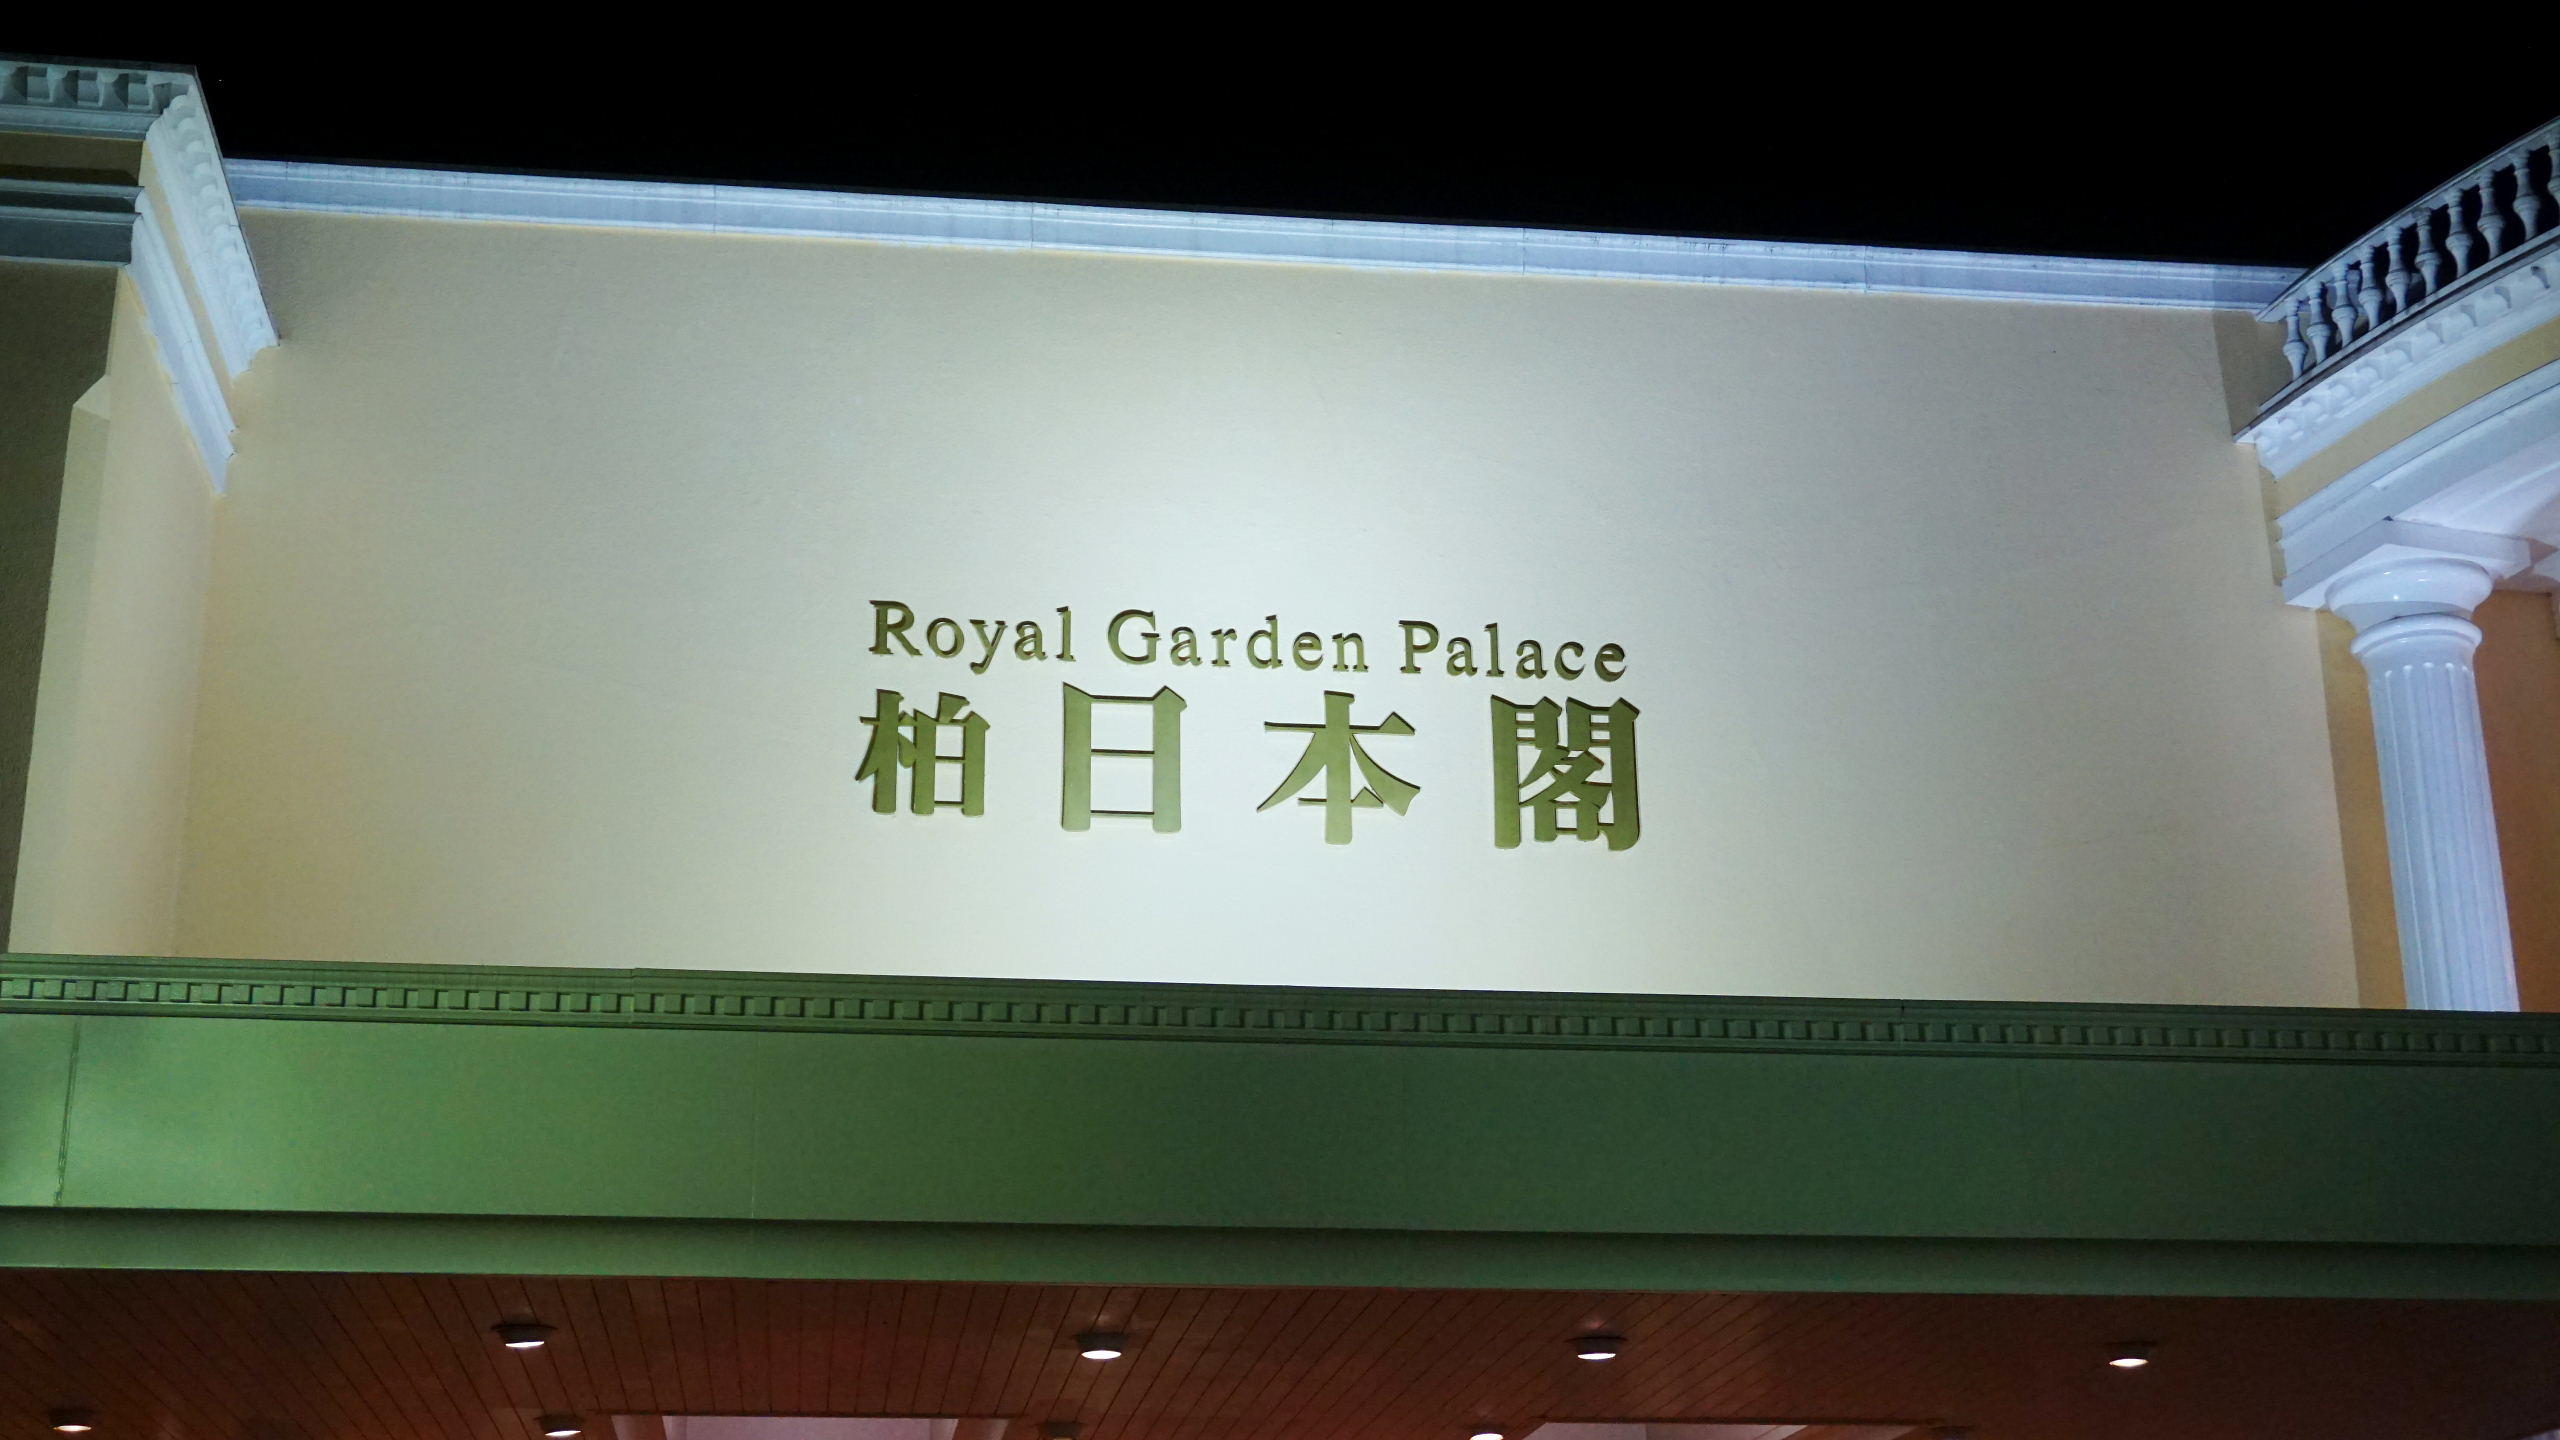 Royal Garden Palace
柏日本閣